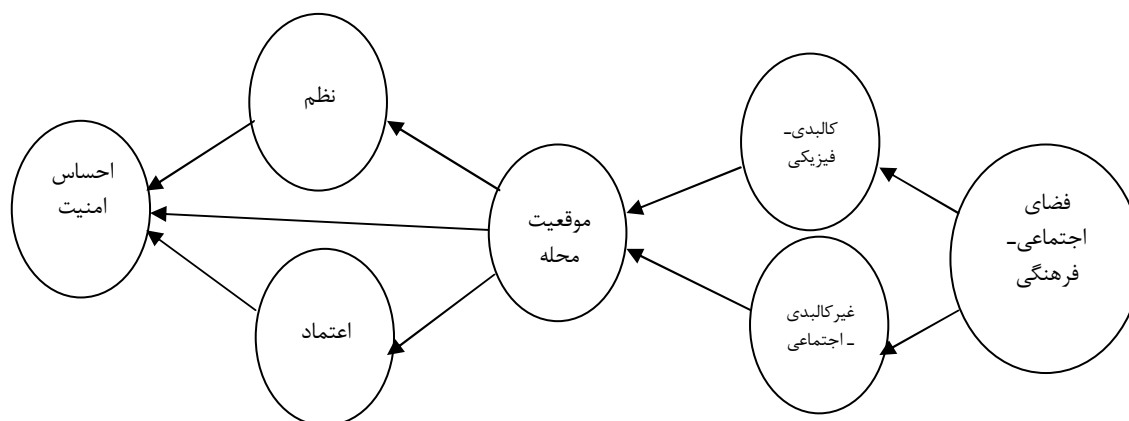 فضای
اجتماعی–
فرهنگی
کالبدی–
فیزیکی
غیرکالبدی
– اجتماعی
موقعیت
محله
نظم
اعتماد
احساس
امنیت